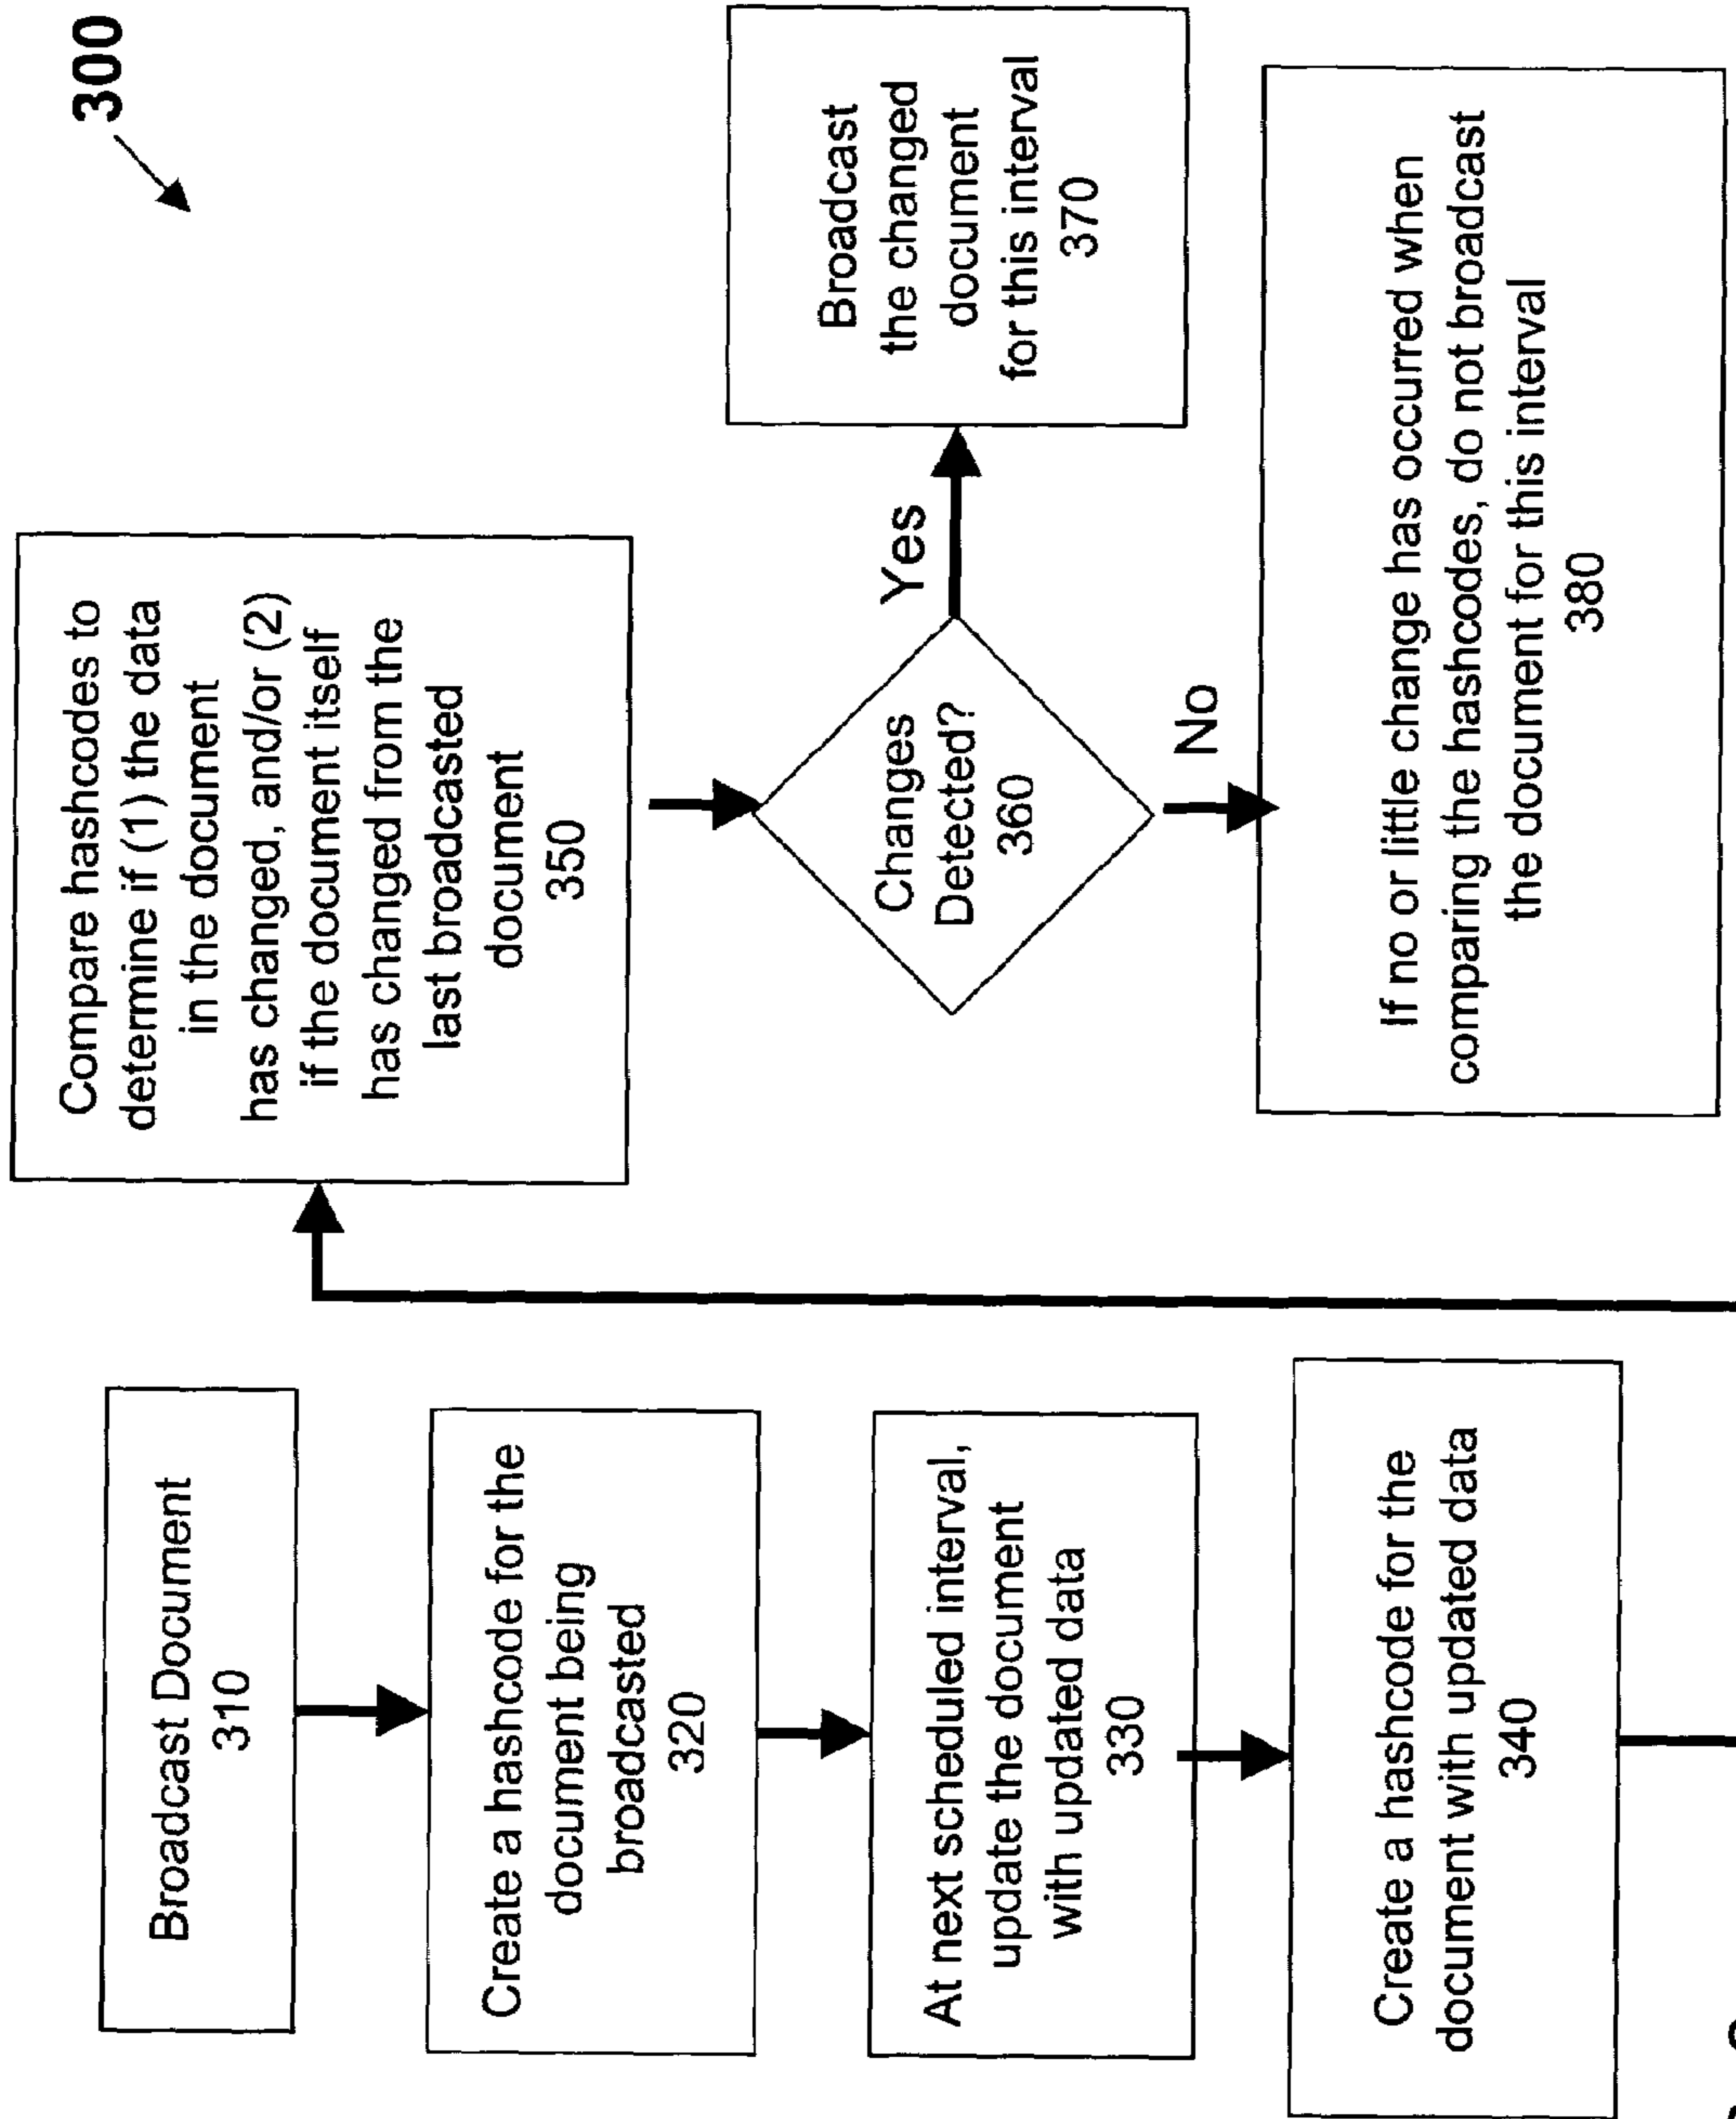 300
Broadcast Document
310
Create a hashcode for the
document being
broadcasted
320
At next scheduled interval,
update the document
with updated data
330
Create a hashcode for the
document with updated data
340
Compare hashcodes to
determine if (1) the data
in the document
has changed, and/or (2)
if the document itself
has changed from the
last broadcasted
document
350
Changes
Detected?
360
Yes
Broadcast
the changed
document
for this interval
370
No
If no or little change has occurred when
comparing the hashcodes, do not broadcast
the document for this interval
380